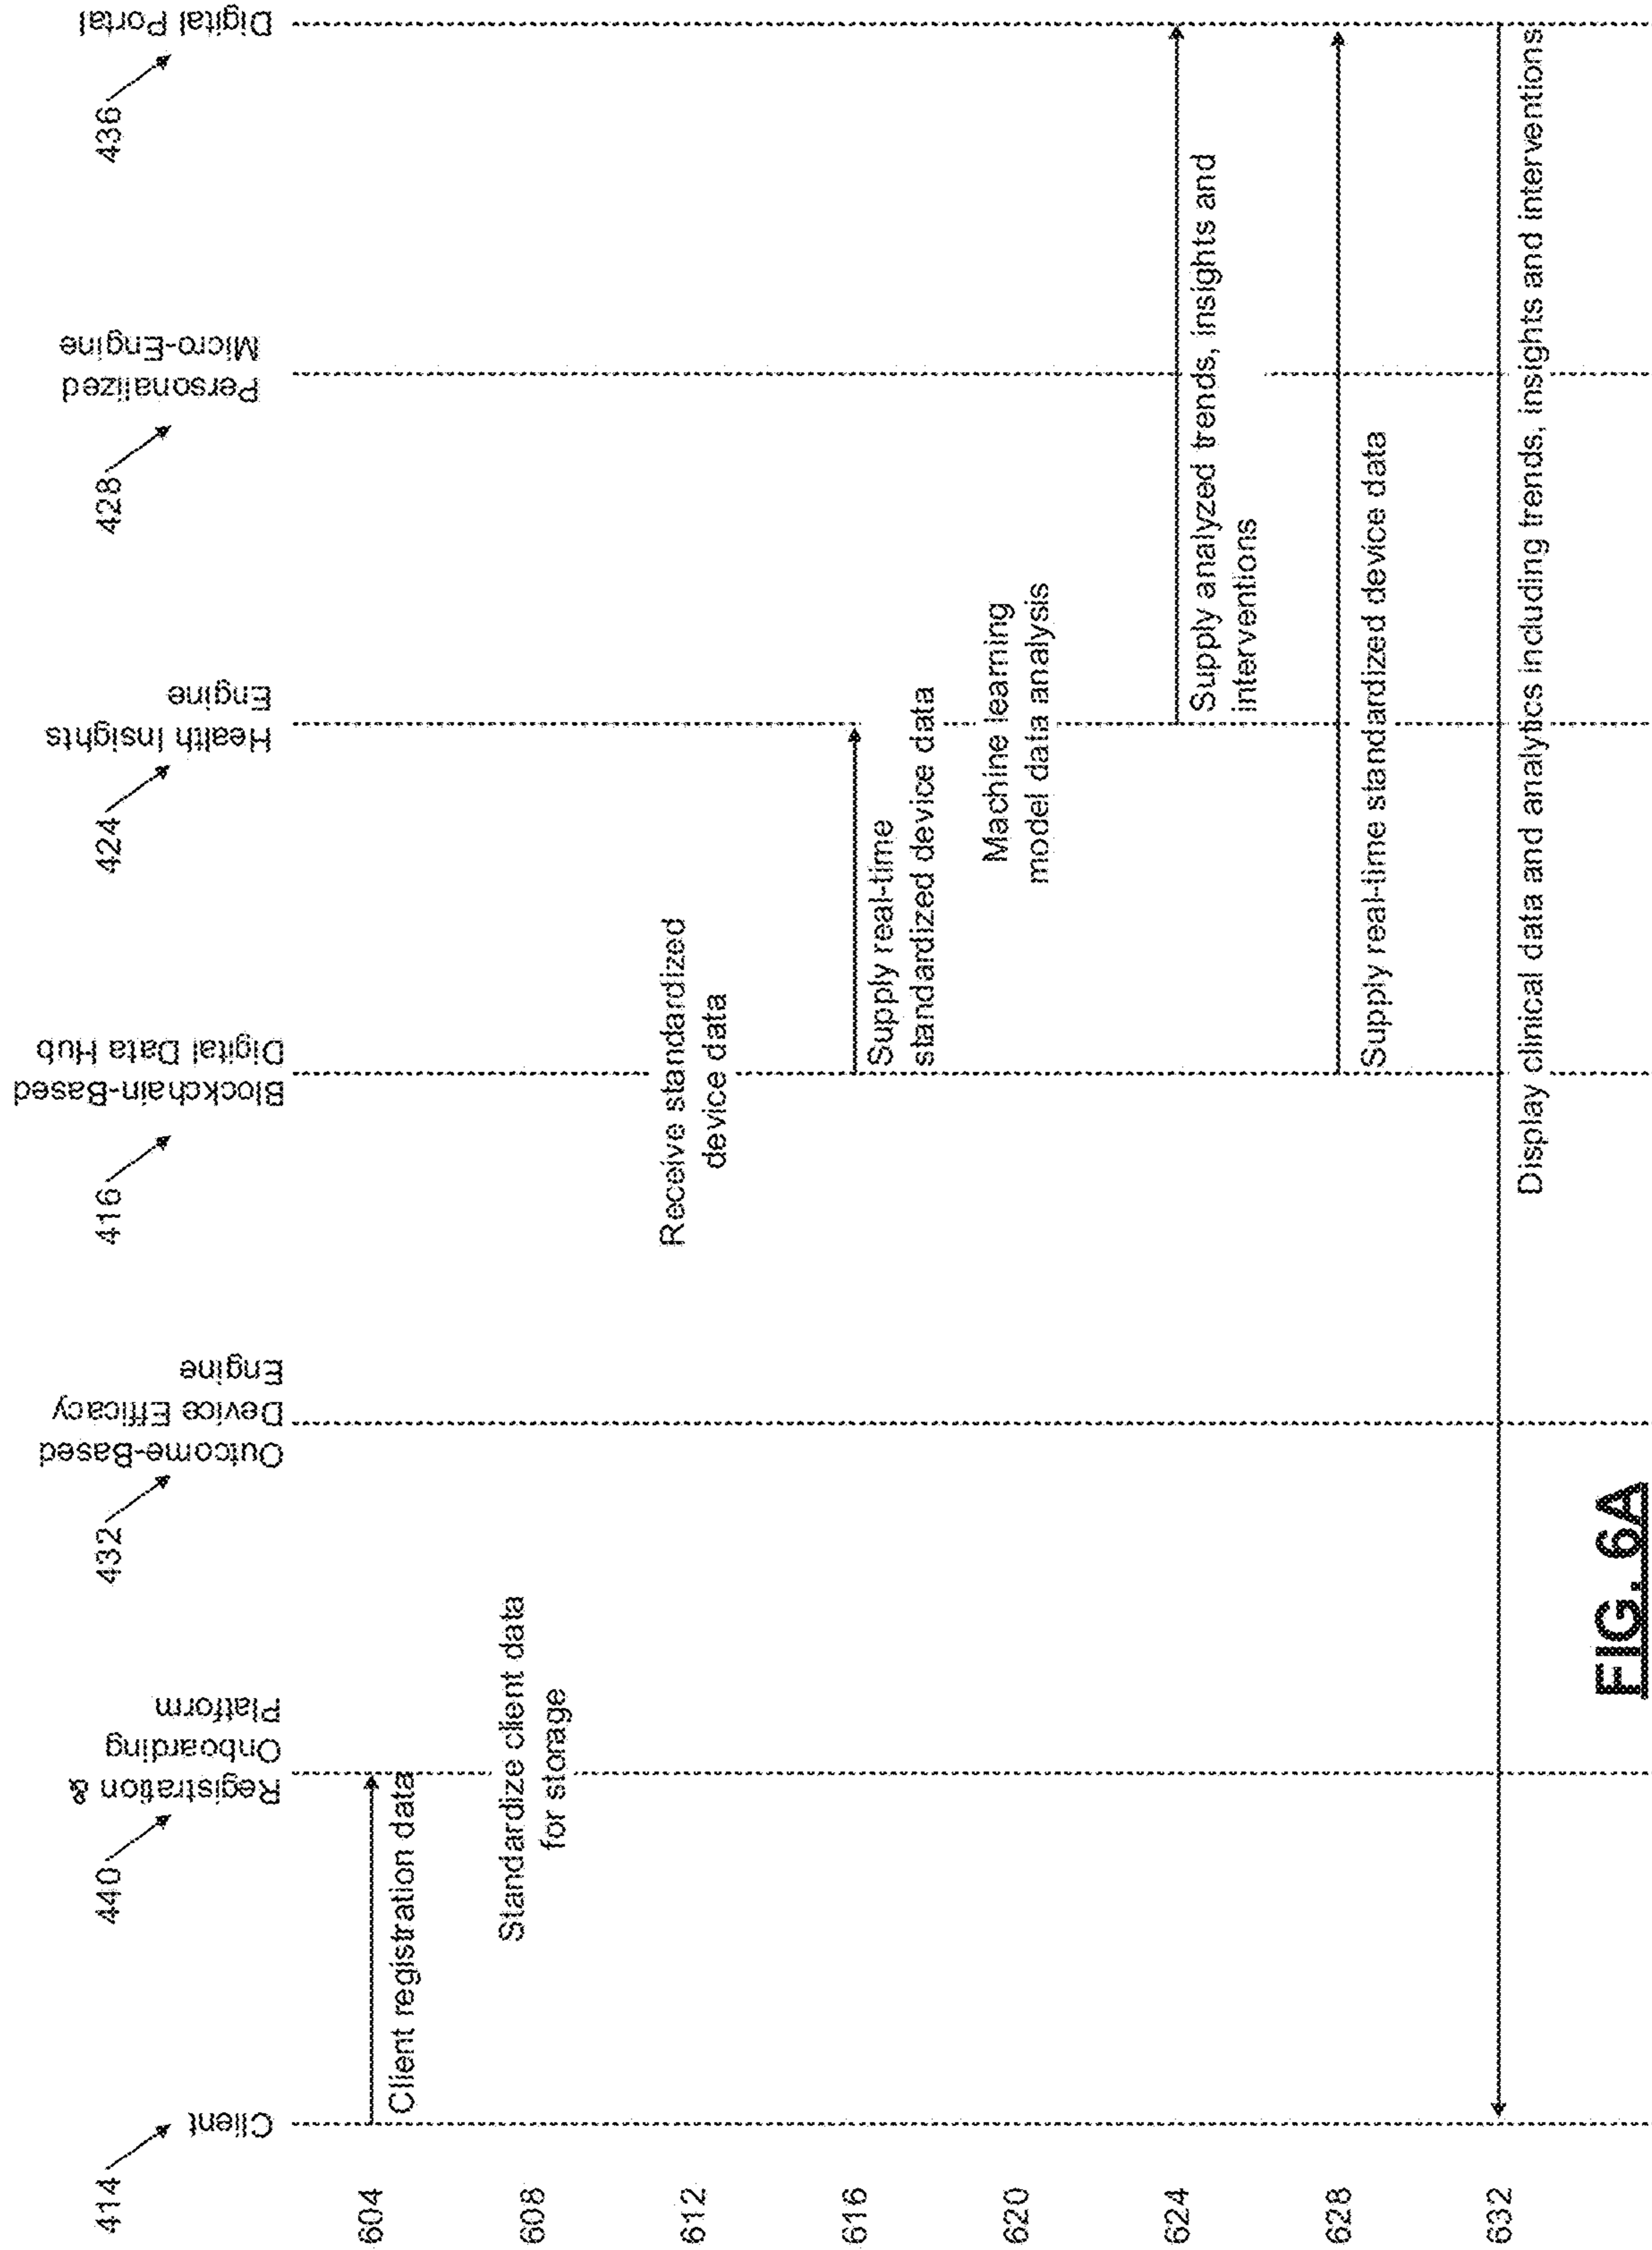 414
440
432
416
424
428
436
Client
Registration &
Onboarding
Platform
Outcome-Based
Device Efficacy
Engine
Blockchain-Based
Digital Data Hub
Health Insights
Engine
Personalized
Micro-Engine
Digital Portal
604
Client registration data
608
Standardize client data
for storage
612
Receive standardized
device data
616
Supply real-time
standardized device data
620
Machine learning
model data analysis
624
Supply analyzed trends, insights and
interventions
628
Supply real-time standardized device data
632
Display clinical data and analytics including trends, insights and interventions
FIG. 6A